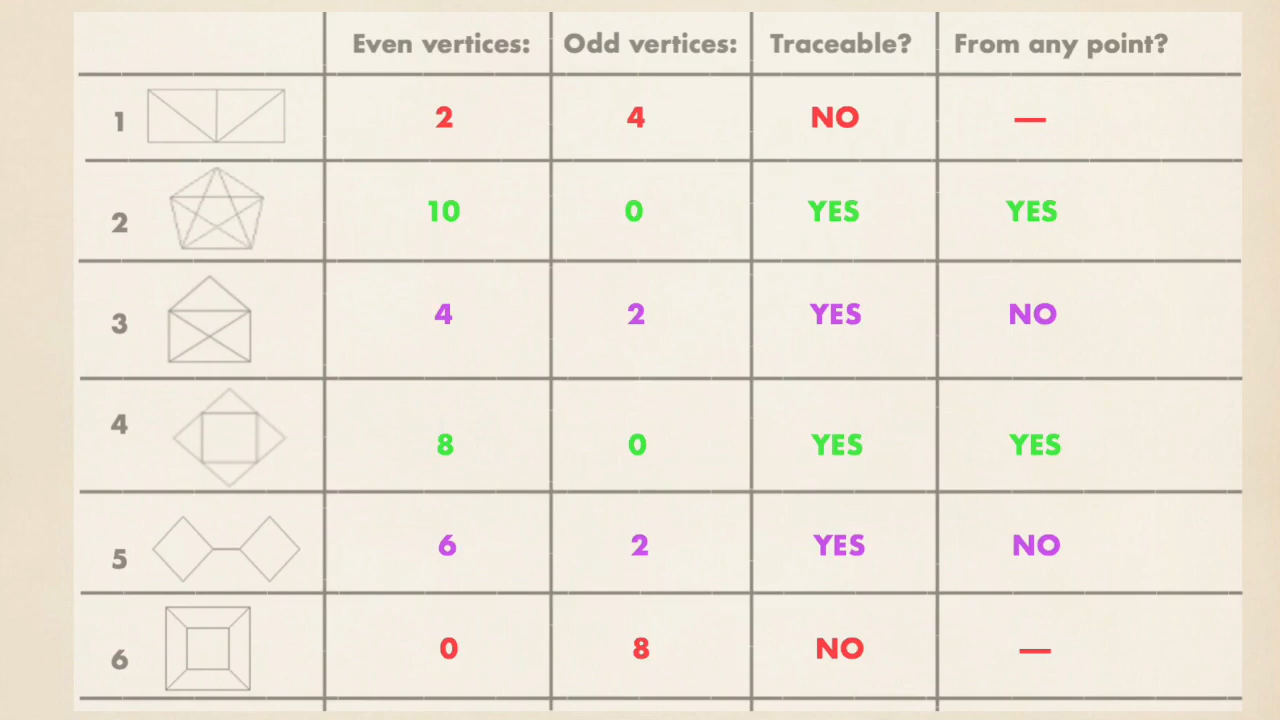 Even vertices: Odd vertices: Traceable? From any point?
1 2 4 NO —
2 10 0 YES YES
3 4 2 YES NO
4 8 0 YES YES
5 6 2 YES NO
6 0 8 NO —